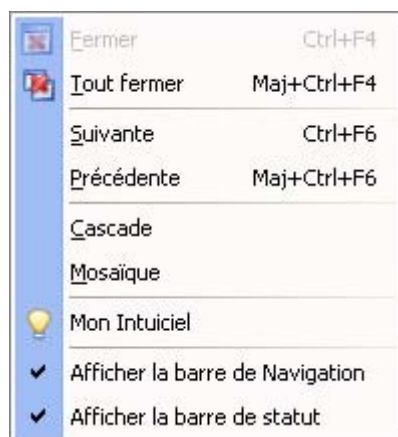 Fermer Ctrl+F4
Tout fermer Maj+Ctrl+F4
Suivante Ctrl+F6
Précédente Maj+Ctrl+F6
Cascade
Mosaïque
Mon Intuiciel
Afficher la barre de Navigation
Afficher la barre de statut